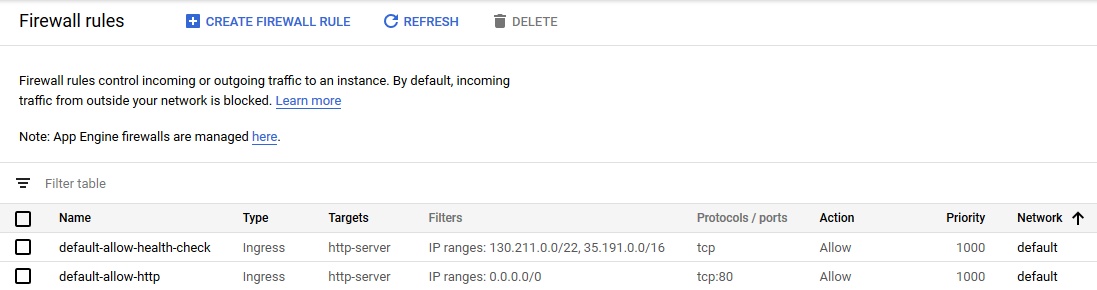 Firewall rules CREATE FIREWALL RULE REFRESH DELETE
Firewall rules control incoming or outgoing traffic to an instance. By default, incoming
traffic from outside your network is blocked. Learn more
Note: App Engine firewalls are managed here.
Filter table
Name Type Targets Filters Protocols / ports Action Priority Network
default-allow-health-check Ingress http-server IP ranges: 130.211.0.0/22, 35.191.0.0/16 tcp Allow 1000 default
default-allow-http Ingress http-server IP ranges: 0.0.0.0/0 tcp:80 Allow 1000 default